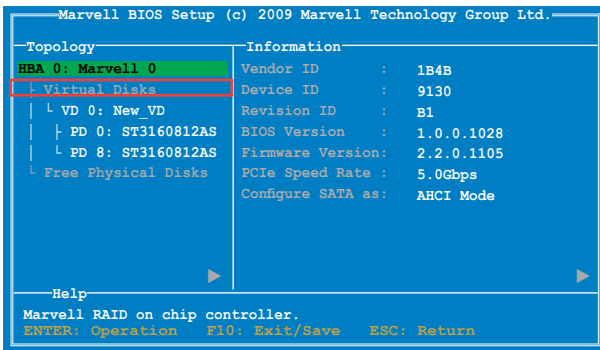 Marvell BIOS Setup (c) 2009 Marvell Technology Group Ltd.
Topology
HBA 0: Marvell 0
Virtual Disks
VD 0: New_VD
PD 0: ST3160812AS
PD 8: ST3160812AS
Free Physical Disks
Information
Vendor ID : 1B4B
Device ID : 9130
Revision ID : B1
BIOS Version : 1.0.0.1028
Firmware Version: 2.2.0.1105
PCIe Speed Rate : 5.0Gbps
Configure SATA as: AHCI Mode
Help
Marvell RAID on chip controller.
ENTER: Operation F10: Exit/Save ESC: Return